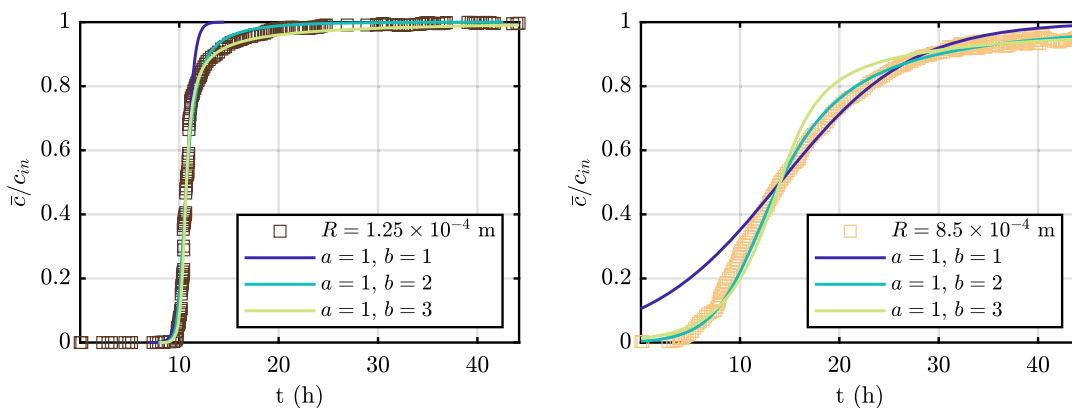 1
0.8
0.6
0.4
0.2
0
c̄/c_in
10
20
30
40
t (h)
R = 1.25 × 10⁻⁴ m
a = 1, b = 1
a = 1, b = 2
a = 1, b = 3
1
0.8
0.6
0.4
0.2
0
c̄/c_in
10
20
30
40
t (h)
R = 8.5 × 10⁻⁴ m
a = 1, b = 1
a = 1, b = 2
a = 1, b = 3